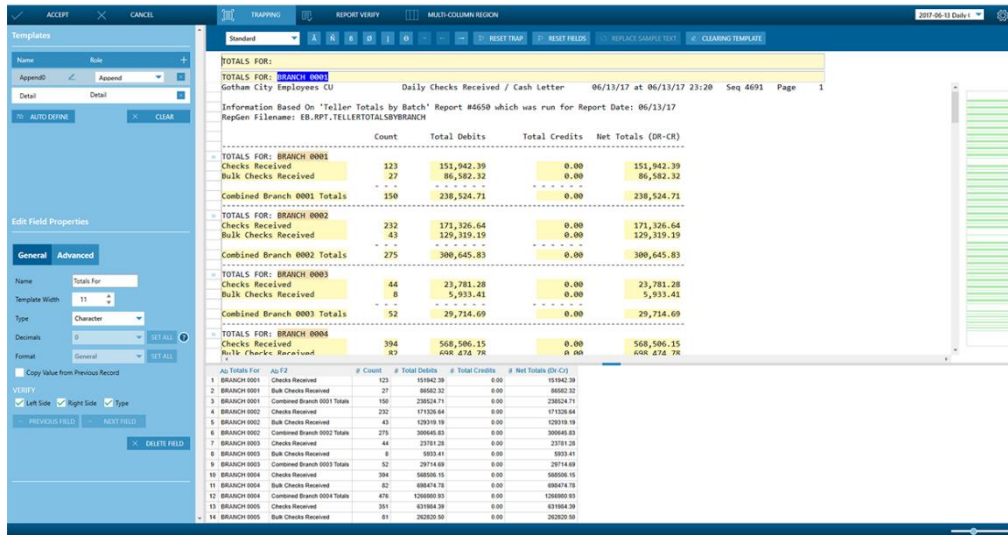 ACCEPT CANCEL TRAPPING REPORT VERIFY MULTI-COLUMN REGION
Templates
Name Role
Append0 Append
Detail Detail
AUTO DEFINE CLEAR
Edit Field Properties
General Advanced
Name Totals For
Template Width 11
Type Character
Decimals 0 SET ALL
Format General SET ALL
Copy Value from Previous Record
VERIFY
Left Side Right Side Type
PREVIOUS FIELD NEXT FIELD
DELETE FIELD
Standard RESET TRAP RESET FIELDS REPLACE SAMPLE TEXT CLEARING TEMPLATE
TOTALS FOR:
TOTALS FOR: BRANCH 0001
Gotham City Employees CU Daily Checks Received / Cash Letter 06/13/17 at 06/13/17 23:20 Seq 4691 Page 1
Information Based On 'Teller Totals by Batch' Report #4650 which was run for Report Date: 06/13/17
RepGen Filename: EB.RPT.TELLERTOTALSBYBRANCH
Count Total Debits Total Credits Net Totals (DR-CR)
TOTALS FOR: BRANCH 0001
Checks Received 123 151,942.39 0.00 151,942.39
Bulk Checks Received 27 86,582.32 0.00 86,582.32
Combined Branch 0001 Totals 150 238,524.71 0.00 238,524.71
TOTALS FOR: BRANCH 0002
Checks Received 232 171,326.64 0.00 171,326.64
Bulk Checks Received 43 129,319.19 0.00 129,319.19
Combined Branch 0002 Totals 275 300,645.83 0.00 300,645.83
TOTALS FOR: BRANCH 0003
Checks Received 44 23,781.28 0.00 23,781.28
Bulk Checks Received 8 5,933.41 0.00 5,933.41
Combined Branch 0003 Totals 52 29,714.69 0.00 29,714.69
TOTALS FOR: BRANCH 0004
Checks Received 394 568,506.15 0.00 568,506.15
Bulk Checks Received 82 698,474.78 0.00 698,474.78
Totals For F2 Count Total Debits Total Credits Net Totals (Dr-Cr)
1 BRANCH 0001 Checks Received 123 151942.39 0.00 151942.39
2 BRANCH 0001 Bulk Checks Received 27 86582.32 0.00 86582.32
3 BRANCH 0001 Combined Branch 0001 Totals 150 238524.71 0.00 238524.71
4 BRANCH 0002 Checks Received 232 171326.64 0.00 171326.64
5 BRANCH 0002 Bulk Checks Received 43 129319.19 0.00 129319.19
6 BRANCH 0002 Combined Branch 0002 Totals 275 300645.83 0.00 300645.83
7 BRANCH 0003 Checks Received 44 23781.28 0.00 23781.28
8 BRANCH 0003 Bulk Checks Received 8 5933.41 0.00 5933.41
9 BRANCH 0003 Combined Branch 0003 Totals 52 29714.69 0.00 29714.69
10 BRANCH 0004 Checks Received 394 568506.15 0.00 568506.15
11 BRANCH 0004 Bulk Checks Received 82 698474.78 0.00 698474.78
12 BRANCH 0004 Combined Branch 0004 Totals 476 1266980.93 0.00 1266980.93
13 BRANCH 0005 Checks Received 351 631984.39 0.00 631984.39
14 BRANCH 0005 Bulk Checks Received 81 262820.50 0.00 262820.50